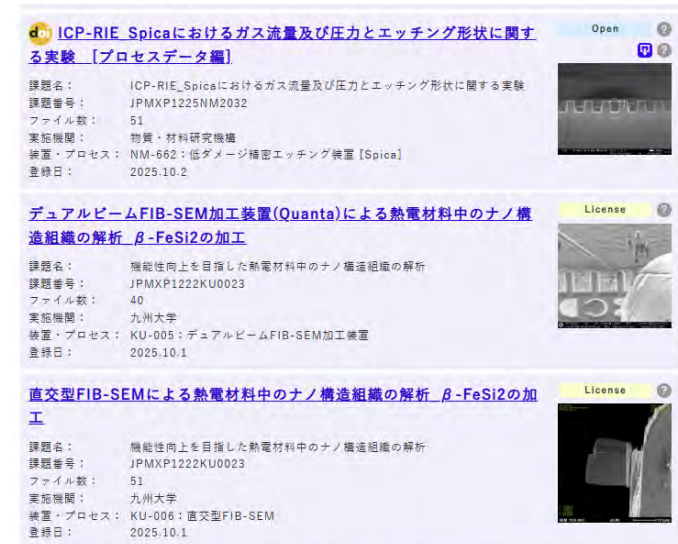 doi ICP-RIE_Spicaにおけるガス流量及び圧力とエッチング形状に関す
る実験　[プロセスデータ編]
Open ?
?
課題名： ICP-RIE_Spicaにおけるガス流量及び圧力とエッチング形状に関する実験
課題番号： JPMXP1225NM2032
ファイル数： 51
実施機関： 物質・材料研究機構
装置・プロセス： NM-662：低ダメージ精密エッチング装置 [Spica]
登録日： 2025.10.2
デュアルビームFIB-SEM加工装置(Quanta)による熱電材料中のナノ構
造組織の解析_β-FeSi2の加工
License ?
課題名： 機能性向上を目指した熱電材料中のナノ構造組織の解析
課題番号： JPMXP1222KU0023
ファイル数： 40
実施機関： 九州大学
装置・プロセス： KU-005：デュアルビームFIB-SEM加工装置
登録日： 2025.10.1
直交型FIB-SEMによる熱電材料中のナノ構造組織の解析_β-FeSi2の加
工
License ?
課題名： 機能性向上を目指した熱電材料中のナノ構造組織の解析
課題番号： JPMXP1222KU0023
ファイル数： 51
実施機関： 九州大学
装置・プロセス： KU-006：直交型FIB-SEM
登録日： 2025.10.1